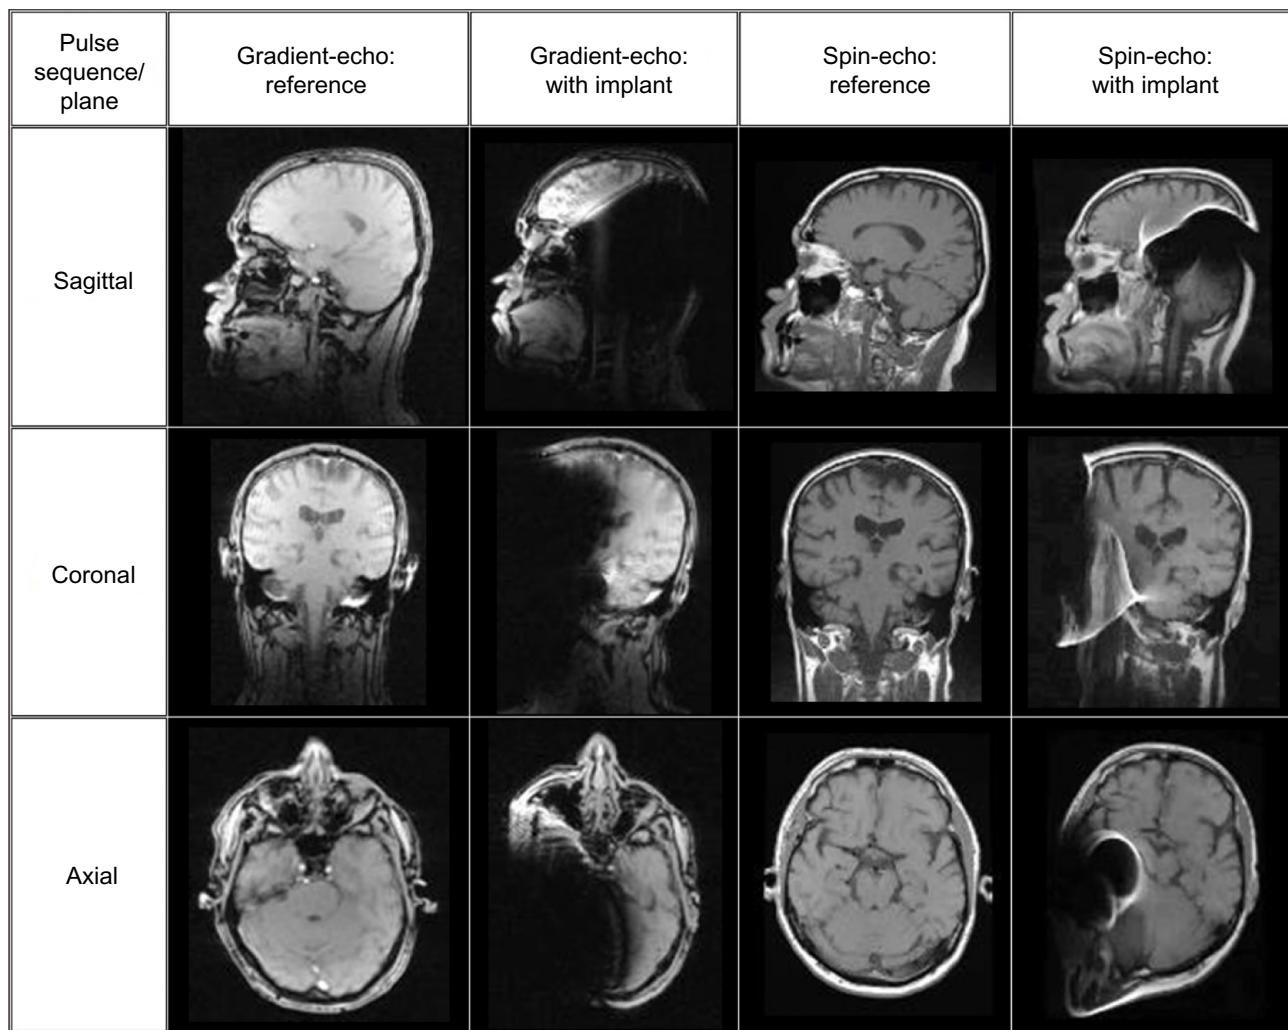 Pulse
sequence/
plane
Gradient-echo:
reference
Gradient-echo:
with implant
Spin-echo:
reference
Spin-echo:
with implant
Sagittal
Coronal
Axial